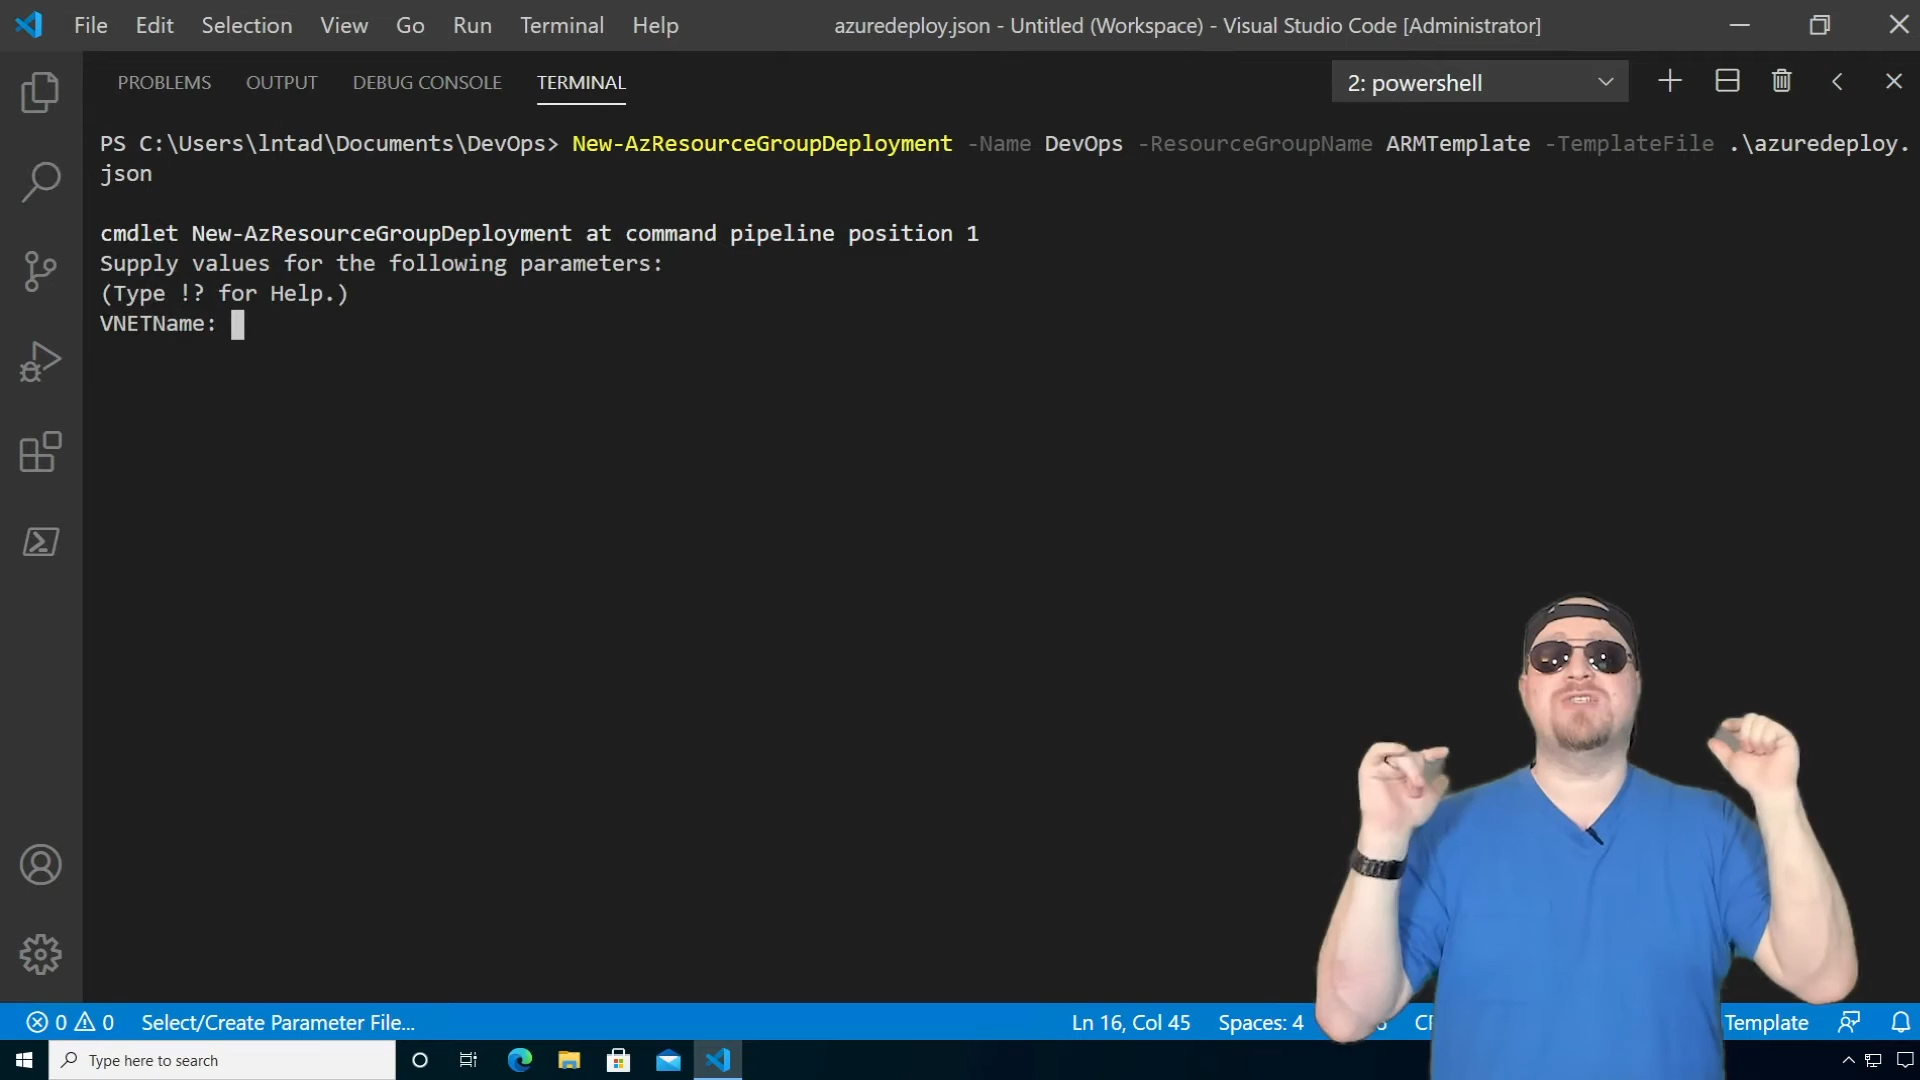 File Edit Selection View Go Run Terminal Help azuredeploy.json - Untitled (Workspace) - Visual Studio Code [Administrator]
PROBLEMS OUTPUT DEBUG CONSOLE TERMINAL 2: powershell
PS C:\Users\lntad\Documents\DevOps> New-AzResourceGroupDeployment -Name DevOps -ResourceGroupName ARMTemplate -TemplateFile .\azuredeploy.
json
cmdlet New-AzResourceGroupDeployment at command pipeline position 1
Supply values for the following parameters:
(Type !? for Help.)
VNETName:
0 0 Select/Create Parameter File... Ln 16, Col 45 Spaces: 4 Template
Type here to search